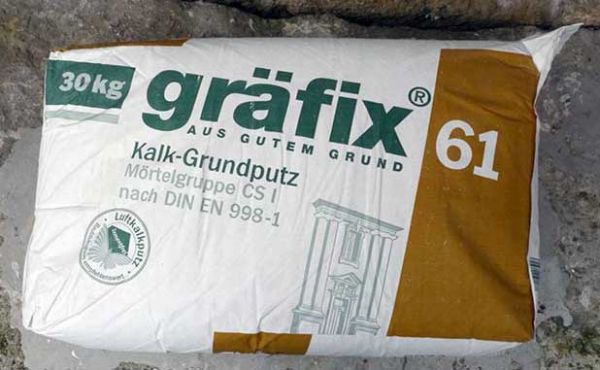 30 kg
gräfix®
AUS GUTEM GRUND
61
Kalk-Grundputz
Mörtelgruppe CS I
nach DIN EN 998-1
Luftkalkputz